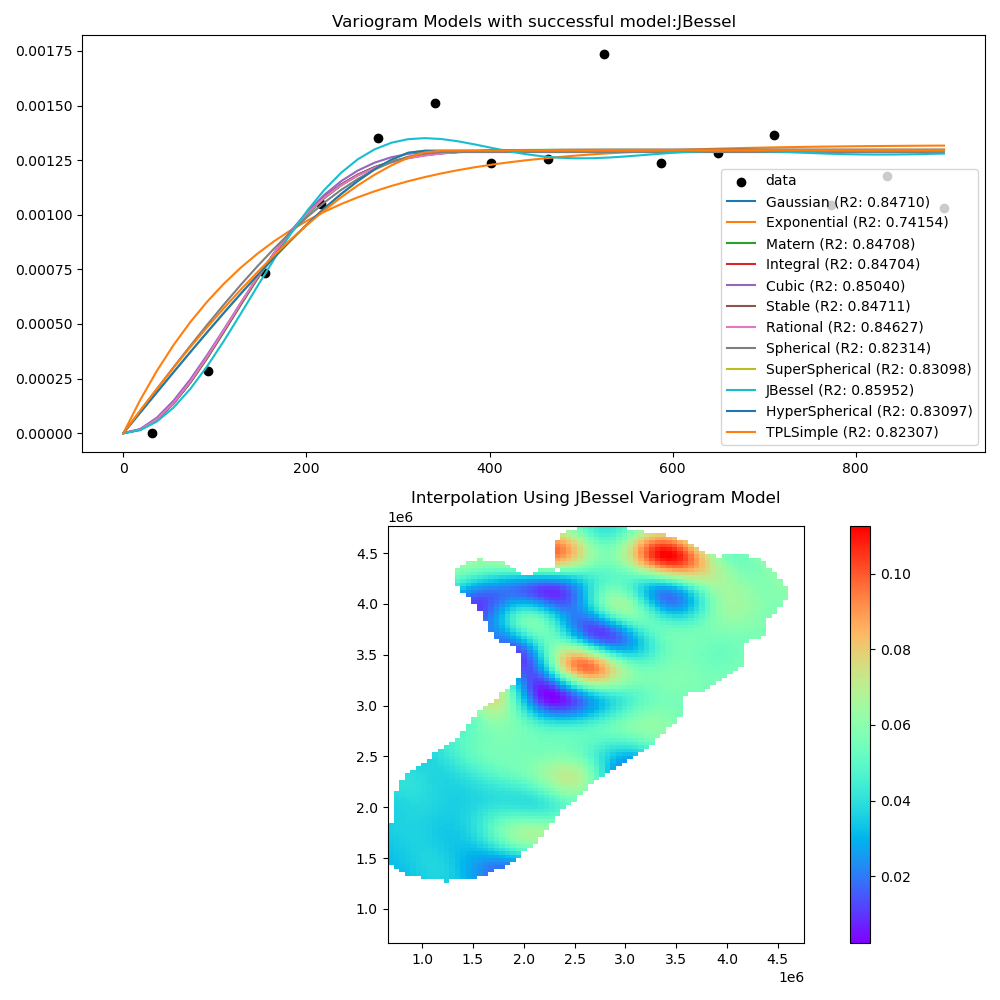 Variogram Models with successful model:JBessel
0.00175
0.00150
0.00125
0.00100
0.00075
0.00050
0.00025
0.00000
data
Gaussian (R2: 0.84710)
Exponential (R2: 0.74154)
Matern (R2: 0.84708)
Integral (R2: 0.84704)
Cubic (R2: 0.85040)
Stable (R2: 0.84711)
Rational (R2: 0.84627)
Spherical (R2: 0.82314)
SuperSpherical (R2: 0.83098)
JBessel (R2: 0.85952)
HyperSpherical (R2: 0.83097)
TPLSimple (R2: 0.82307)
0 200 400 600 800
Interpolation Using JBessel Variogram Model
1e6
4.5
4.0
3.5
3.0
2.5
2.0
1.5
1.0
1.0 1.5 2.0 2.5 3.0 3.5 4.0 4.5
1e6
0.10
0.08
0.06
0.04
0.02